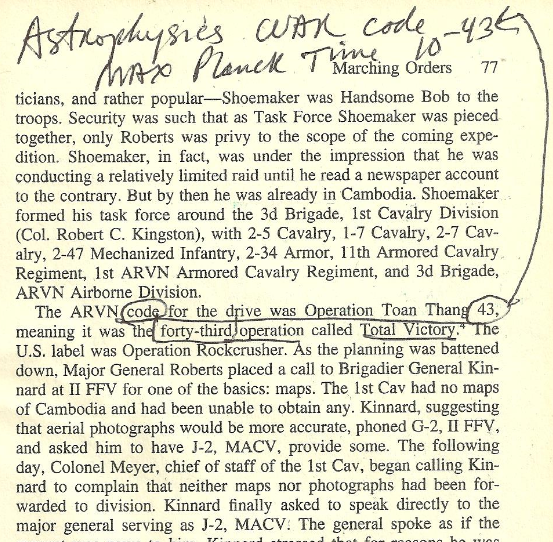 Astrophysics WAR code 10-43
MAX Planck Time
Marching Orders 77
ticians, and rather popular—Shoemaker was Handsome Bob to the
troops. Security was such that as Task Force Shoemaker was pieced
together, only Roberts was privy to the scope of the coming expe-
dition. Shoemaker, in fact, was under the impression that he was
conducting a relatively limited raid until he read a newspaper account
to the contrary. But by then he was already in Cambodia. Shoemaker
formed his task force around the 3d Brigade, 1st Cavalry Division
(Col. Robert C. Kingston), with 2-5 Cavalry, 1-7 Cavalry, 2-7 Cav-
alry, 2-47 Mechanized Infantry, 2-34 Armor, 11th Armored Cavalry
Regiment, 1st ARVN Armored Cavalry Regiment, and 3d Brigade,
ARVN Airborne Division.
The ARVN code for the drive was Operation Toan Thang 43,
meaning it was the forty-third operation called Total Victory.* The
U.S. label was Operation Rockcrusher. As the planning was battened
down, Major General Roberts placed a call to Brigadier General Kin-
nard at II FFV for one of the basics: maps. The 1st Cav had no maps
of Cambodia and had been unable to obtain any. Kinnard, suggesting
that aerial photographs would be more accurate, phoned G-2, II FFV,
and asked him to have J-2, MACV, provide some. The following
day, Colonel Meyer, chief of staff of the 1st Cav, began calling Kin-
nard to complain that neither maps nor photographs had been for-
warded to division. Kinnard finally asked to speak directly to the
major general serving as J-2, MACV. The general spoke as if the